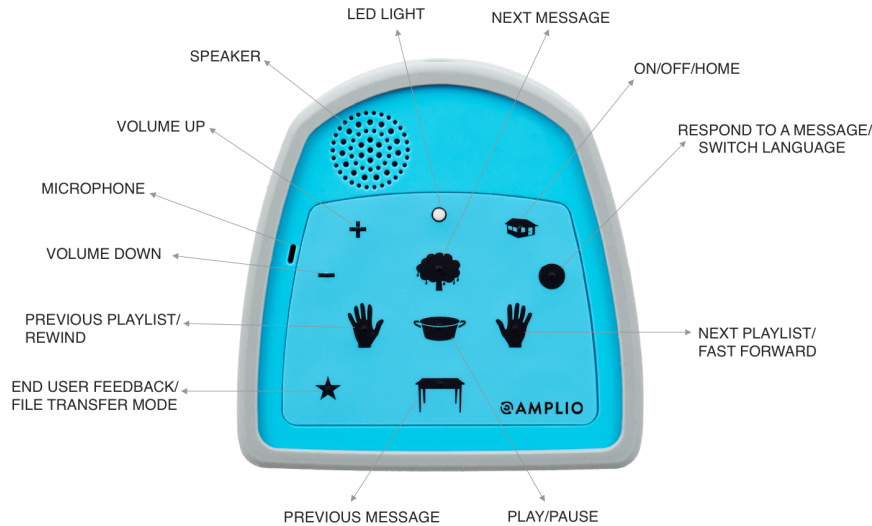 LED LIGHT
NEXT MESSAGE
SPEAKER
ON/OFF/HOME
VOLUME UP
RESPOND TO A MESSAGE/
SWITCH LANGUAGE
MICROPHONE
VOLUME DOWN
PREVIOUS PLAYLIST/
REWIND
NEXT PLAYLIST/
FAST FORWARD
END USER FEEDBACK/
FILE TRANSFER MODE
AMPLIO
PREVIOUS MESSAGE
PLAY/PAUSE